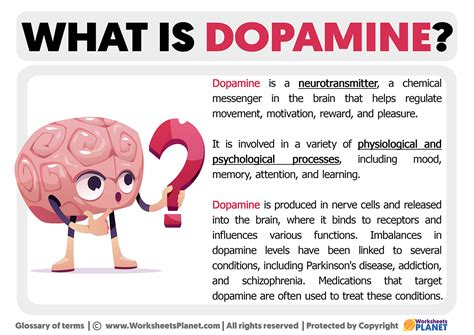 WHAT IS DOPAMINE?
Dopamine is a neurotransmitter, a chemical
messenger in the brain that helps regulate
movement, motivation, reward, and pleasure.
It is involved in a variety of physiological and
psychological processes, including mood,
memory, attention, and learning.
Dopamine is produced in nerve cells and released
into the brain, where it binds to receptors and
influences various functions. Imbalances in
dopamine levels have been linked to several
conditions, including Parkinson's disease, addiction,
and schizophrenia. Medications that target
dopamine are often used to treat these conditions.
Glossary of terms | © www.WorksheetsPlanet.com | All rights reserved | Protected by Copyright
Worksheets
PLANET